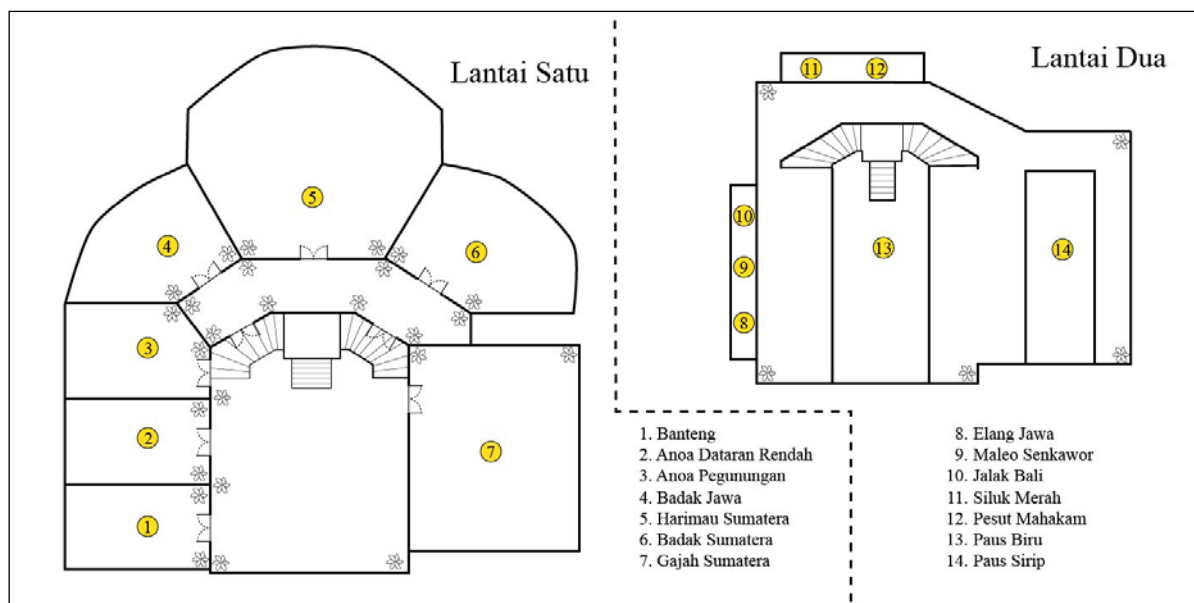 Lantai Satu
5
4
6
3
2
7
1
Lantai Dua
11 12
10
9
8
13
14
1. Banteng
2. Anoa Dataran Rendah
3. Anoa Pegunungan
4. Badak Jawa
5. Harimau Sumatera
6. Badak Sumatera
7. Gajah Sumatera
8. Elang Jawa
9. Maleo Senkawor
10. Jalak Bali
11. Siluk Merah
12. Pesut Mahakam
13. Paus Biru
14. Paus Sirip